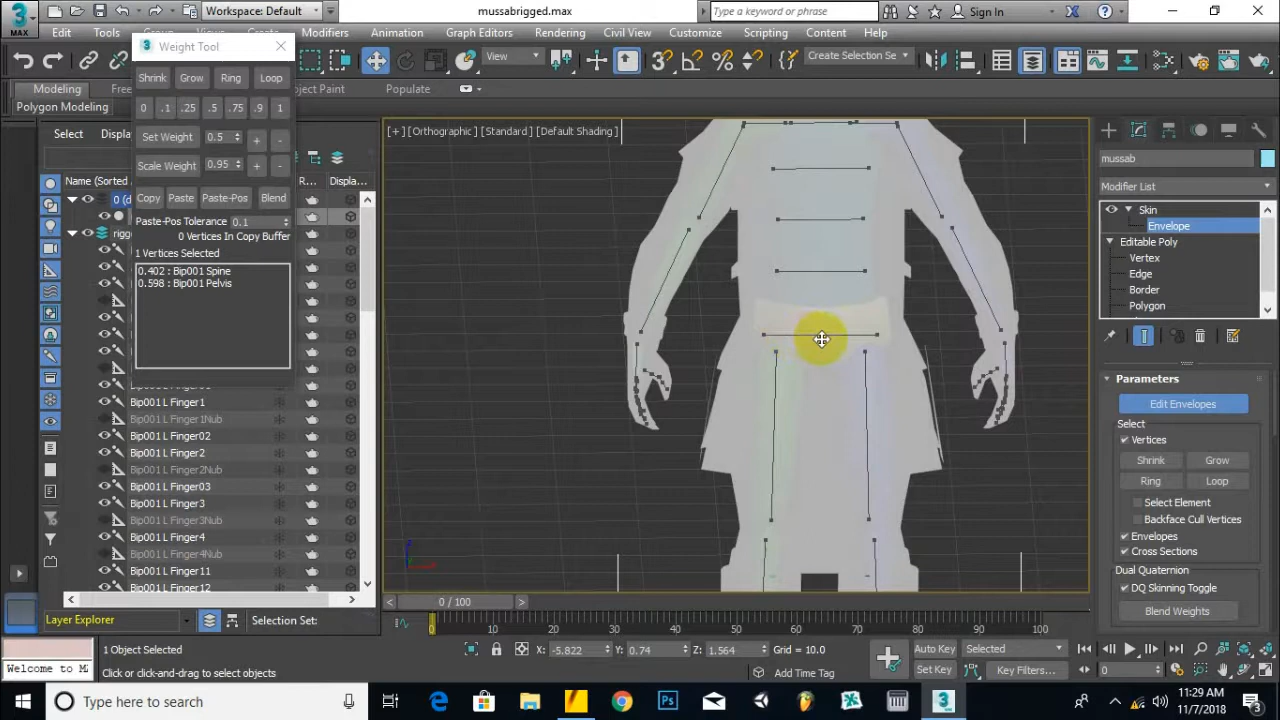 3 MAX
Workspace: Default
mussabrigged.max
Type a keyword or phrase
Sign In
Edit Tools
Modifiers Animation Graph Editors Rendering Civil View Customize Scripting Content Help
Weight Tool
View
Create Selection Se
Shrink Grow Ring Loop
Modeling
Object Paint Populate
Polygon Modeling
0 .1 .25 .5 .75 .9 1
Select
Set Weight 0.5 + -
Scale Weight 0.95 + -
Name (Sorted
R... Displa...
Copy Paste Paste-Pos Blend
Paste-Pos Tolerance 0.1
0 Vertices In Copy Buffer
1 Vertices Selected
0.402 : Bip001 Spine
0.598 : Bip001 Pelvis
Bip001 L Finger1
Bip001 L Finger1Nub
Bip001 L Finger02
Bip001 L Finger2
Bip001 L Finger2Nub
Bip001 L Finger03
Bip001 L Finger3
Bip001 L Finger3Nub
Bip001 L Finger4
Bip001 L Finger4Nub
Bip001 L Finger11
Bip001 L Finger12
Layer Explorer
Selection Set:
[+] [Orthographic] [Standard] [Default Shading]
mussab
Modifier List
Skin
Envelope
Editable Poly
Vertex
Edge
Border
Polygon
Parameters
Edit Envelopes
Select
Vertices
Shrink Grow
Ring Loop
Select Element
Backface Cull Vertices
Envelopes
Cross Sections
Dual Quaternion
DQ Skinning Toggle
Blend Weights
0 / 100
0 10 20 30 40 50 60 70 80 90 100
1 Object Selected
X: -5.822 Y: 0.74 Z: 1.564 Grid = 10.0
Auto Key Selected
Welcome to M
Click or click-and-drag to select objects
Add Time Tag
Set Key Key Filters...
0
Type here to search
1:29 AM
11/7/2018